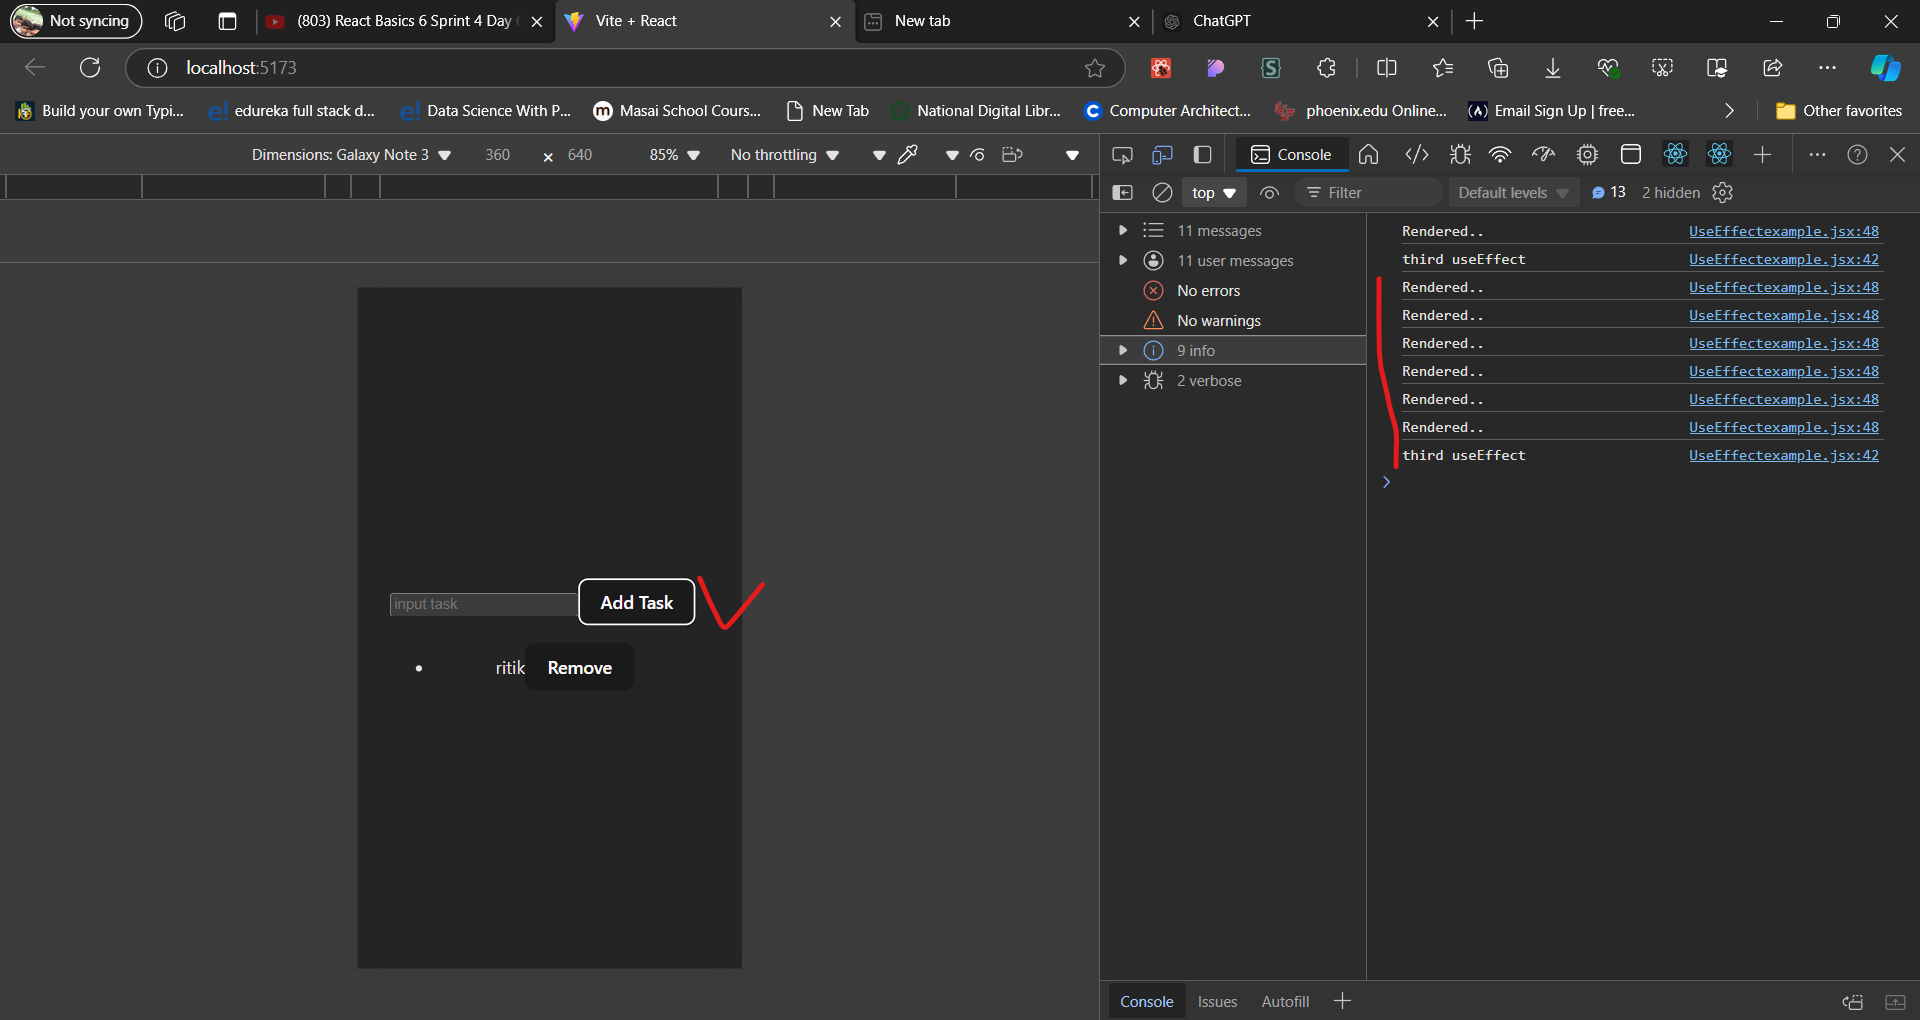 Not syncing
(803) React Basics 6 Sprint 4 Day
Vite + React
New tab
ChatGPT
localhost:5173
Build your own Typi...
edureka full stack d...
Data Science With P...
Masai School Cours...
New Tab
National Digital Libr...
Computer Architect...
phoenix.edu Online...
Email Sign Up | free...
Other favorites
Dimensions: Galaxy Note 3
360
x
640
85%
No throttling
Console
top
Filter
Default levels
13
2 hidden
11 messages
11 user messages
No errors
No warnings
9 info
2 verbose
Rendered.. UseEffectexample.jsx:48
third useEffect UseEffectexample.jsx:42
Rendered.. UseEffectexample.jsx:48
Rendered.. UseEffectexample.jsx:48
Rendered.. UseEffectexample.jsx:48
Rendered.. UseEffectexample.jsx:48
Rendered.. UseEffectexample.jsx:48
Rendered.. UseEffectexample.jsx:48
third useEffect UseEffectexample.jsx:42
input task
Add Task
ritik
Remove
Console
Issues
Autofill